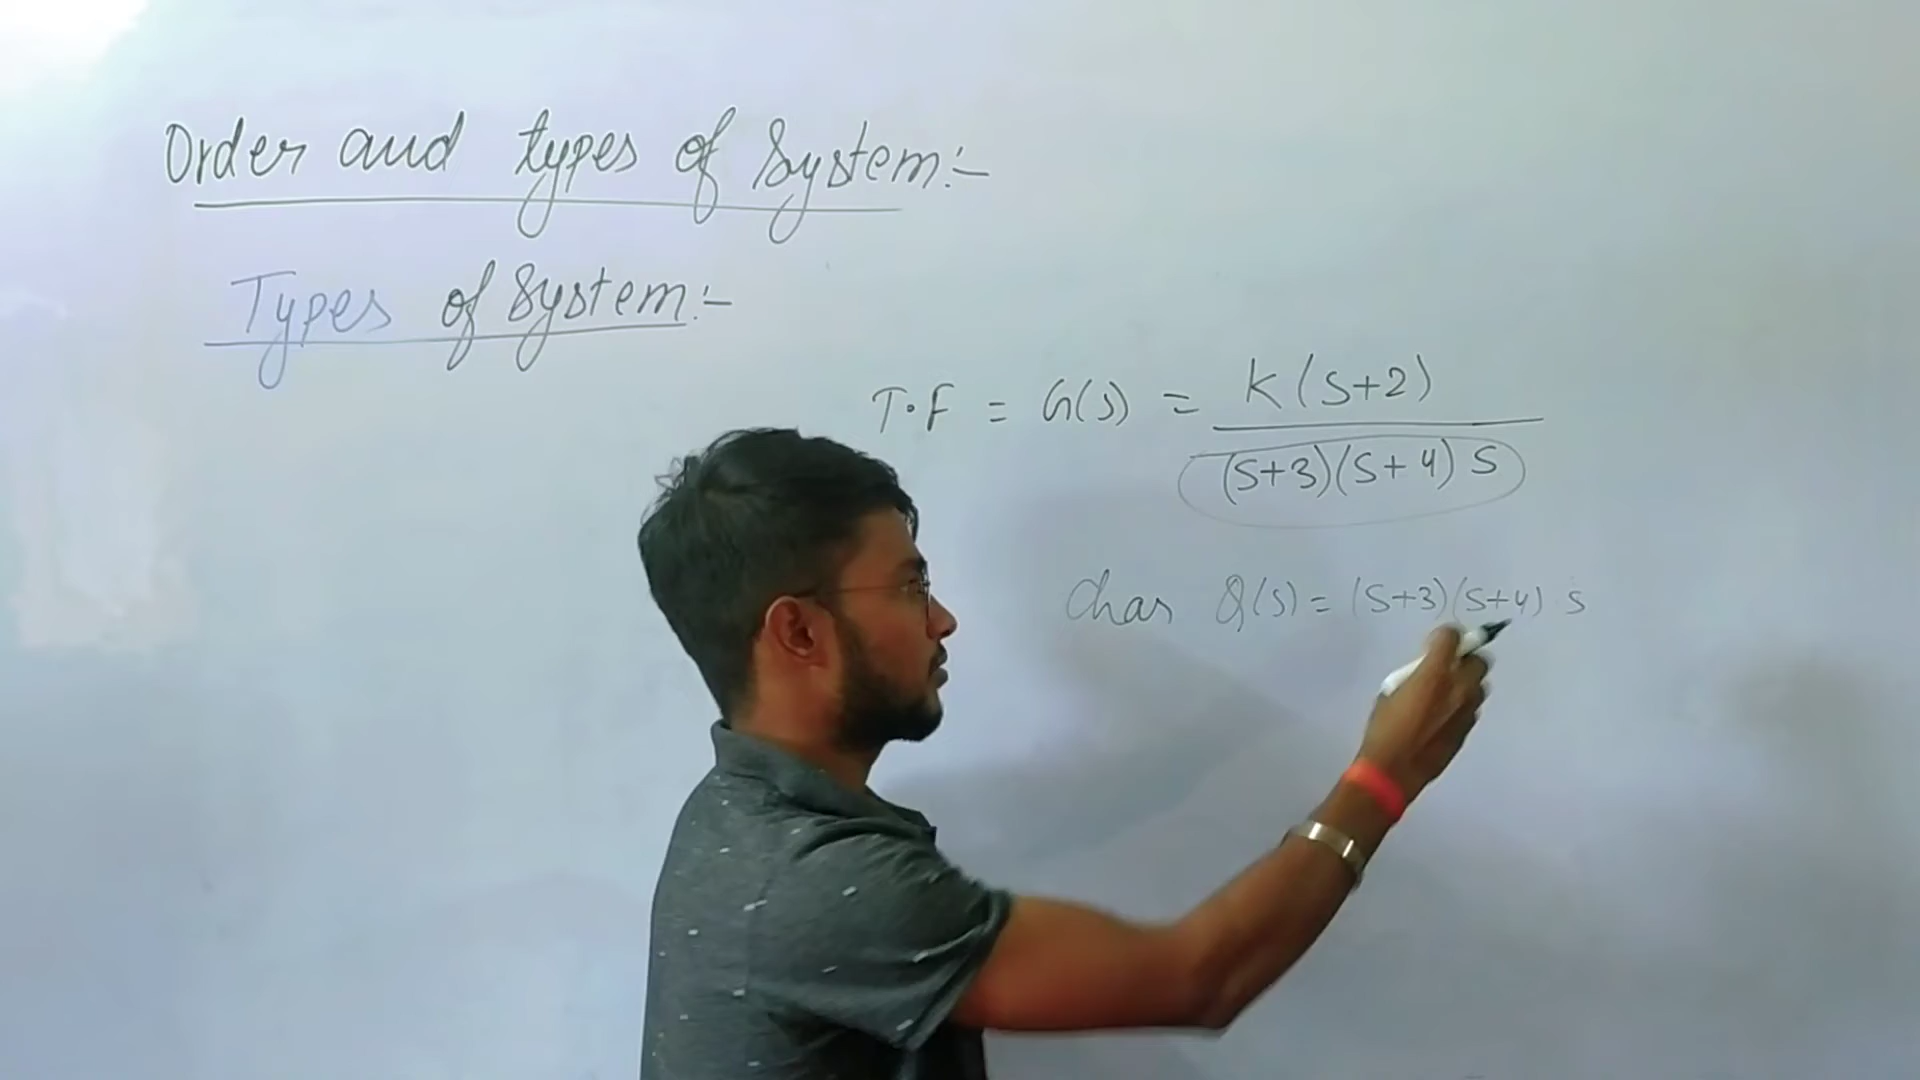 Order and types of System:-
Types of System:-
T.F = G(s) = K(s+2)
(s+3)(s+4) s
Char Q(s) = (s+3)(s+4) s